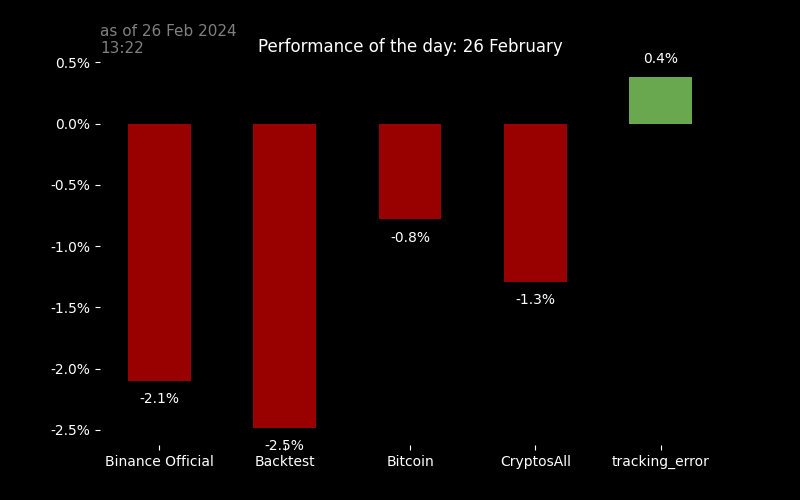 as of 26 Feb 2024
13:22
Performance of the day: 26 February
0.5%
0.4%
0.0%
-0.5%
-0.8%
-1.0%
-1.3%
-1.5%
-2.0%
-2.1%
-2.5%
-2.5%
Binance Official
Backtest
Bitcoin
CryptosAll
tracking_error